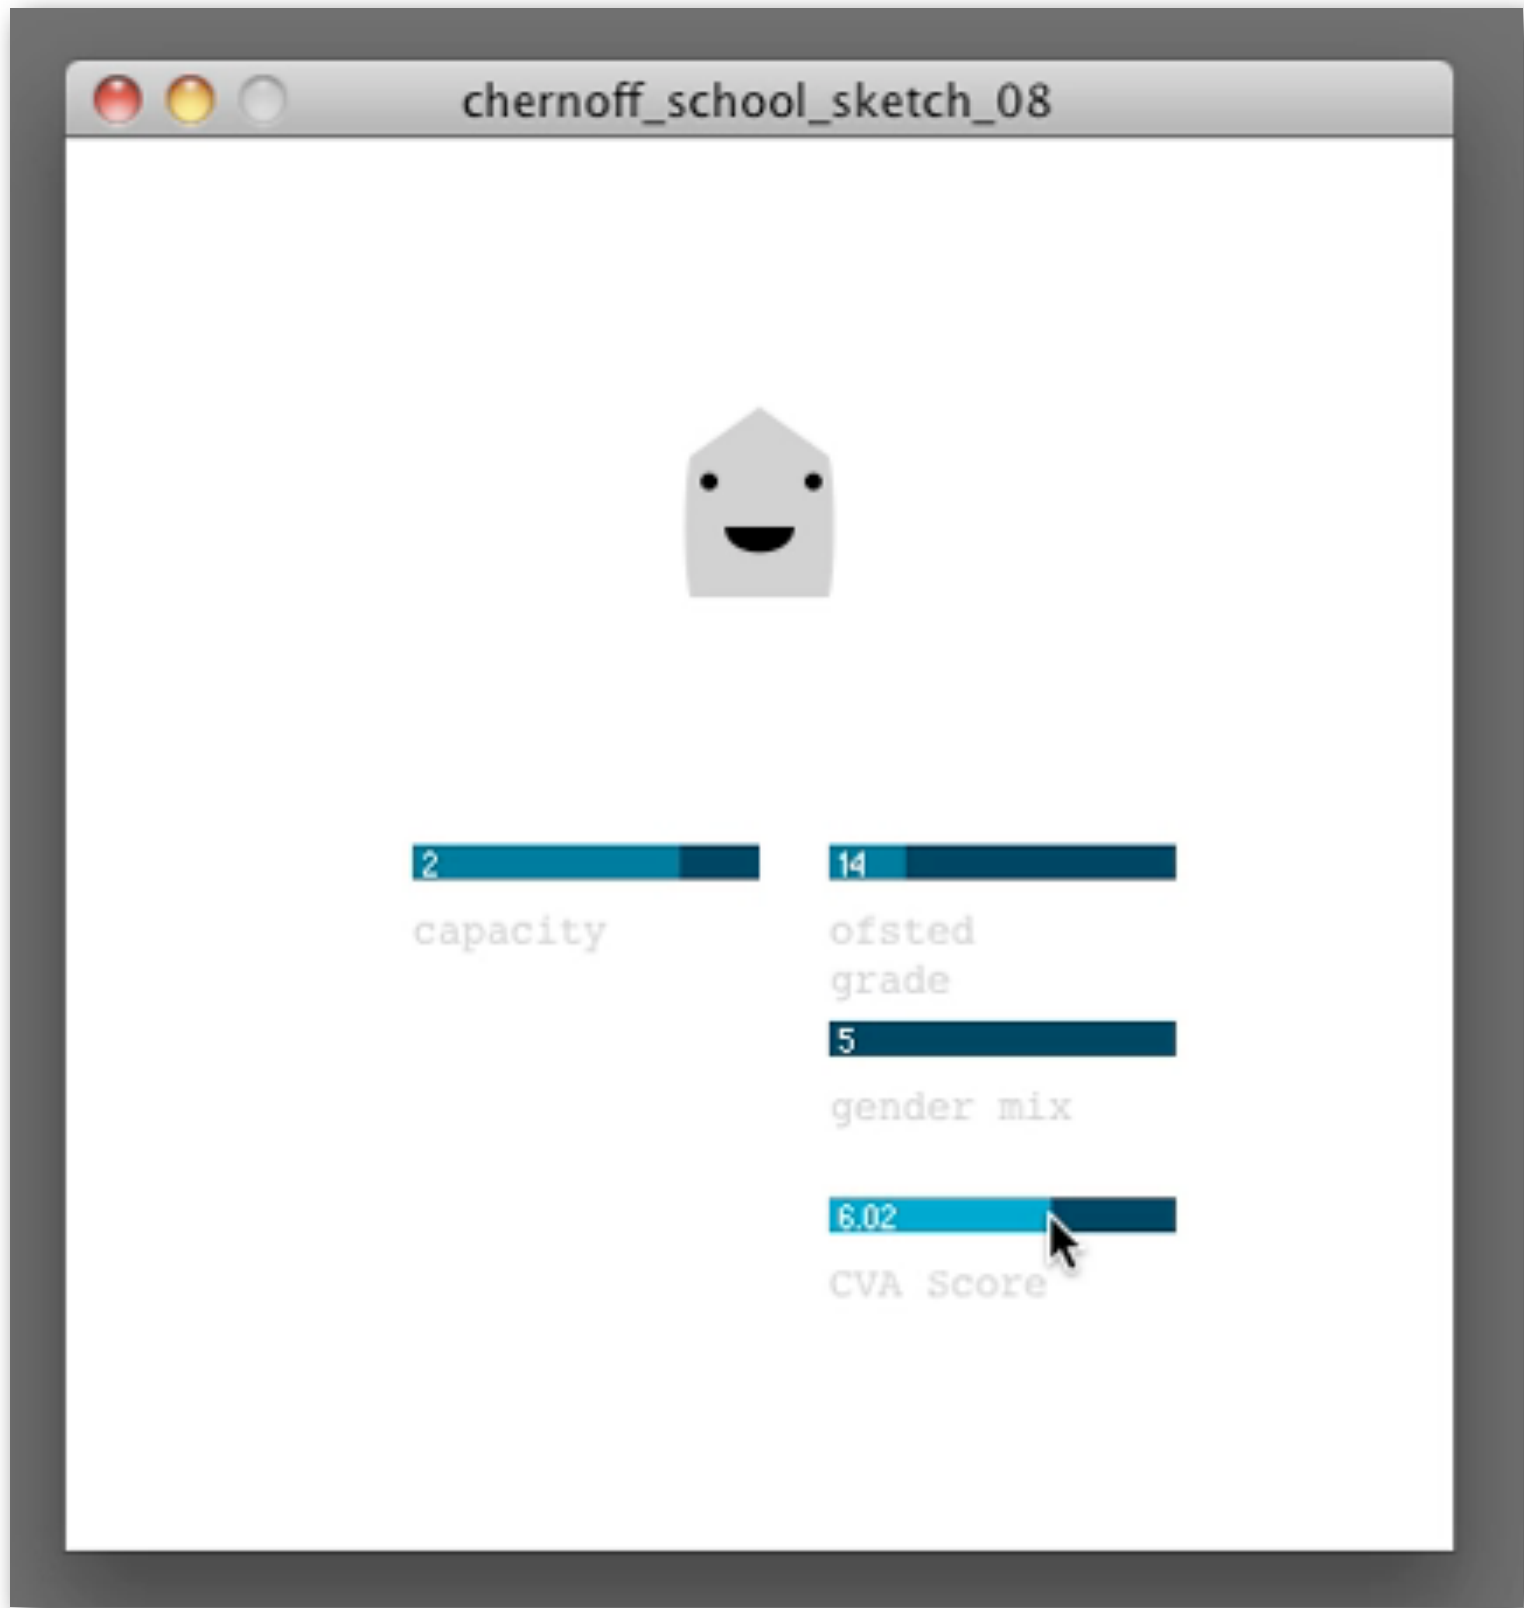 chernoff_school_sketch_08
2
capacity
14
ofsted
grade
5
gender mix
6.02
CVA Score